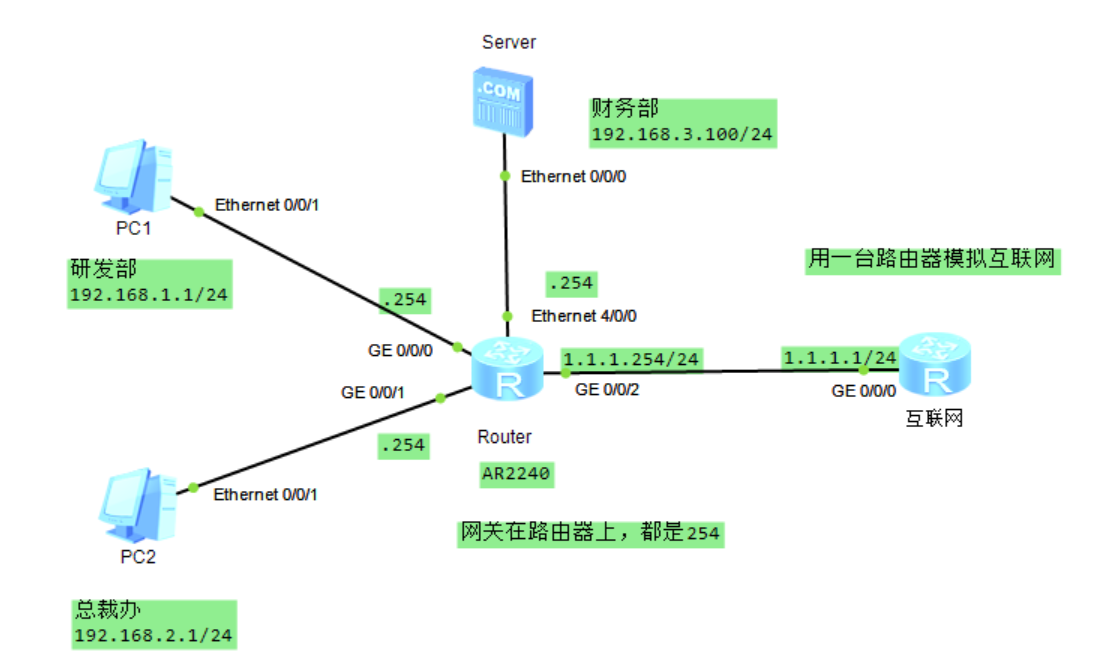 Server
.COM
财务部
192.168.3.100/24
Ethernet 0/0/0
Ethernet 0/0/1
PC1
研发部
192.168.1.1/24
用一台路由器模拟互联网
.254
.254
Ethernet 4/0/0
GE 0/0/0
1.1.1.254/24
1.1.1.1/24
R
R
GE 0/0/1
GE 0/0/2
GE 0/0/0
互联网
Router
.254
AR2240
Ethernet 0/0/1
网关在路由器上，都是254
PC2
总裁办
192.168.2.1/24